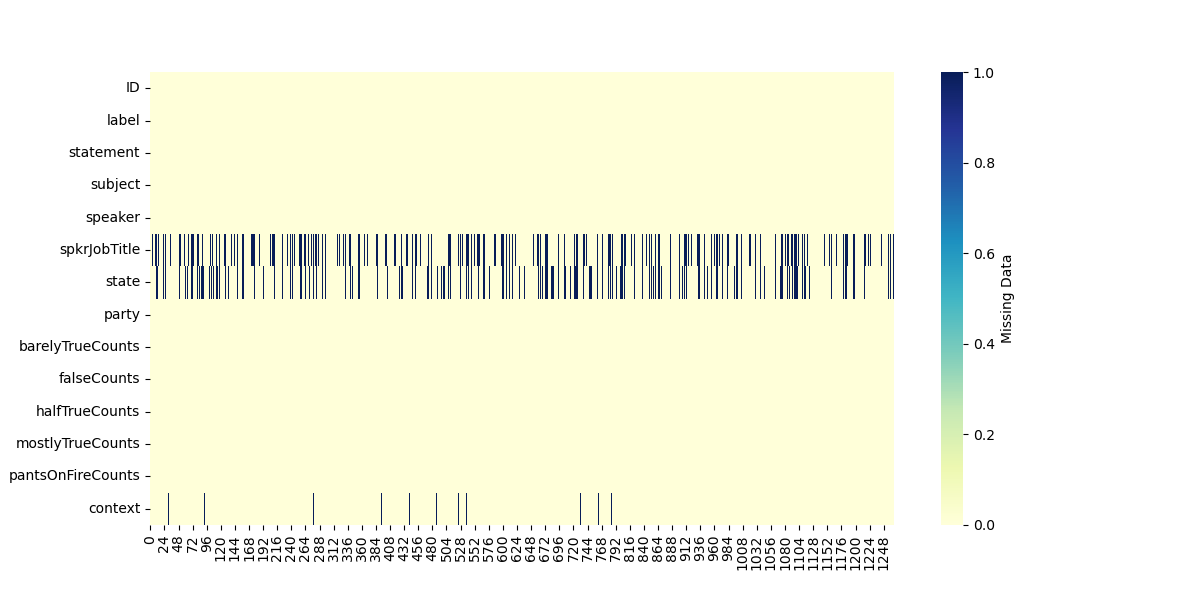 ID
label
statement
subject
speaker
spkrJobTitle
state
party
barelyTrueCounts
falseCounts
halfTrueCounts
mostlyTrueCounts
pantsOnFireCounts
context
0 24 48 72 96 120 144 168 192 216 240 264 288 312 336 360 384 408 432 456 480 504 528 552 576 600 624 648 672 696 720 744 768 792 816 840 864 888 912 936 960 984 1008 1032 1056 1080 1104 1128 1152 1176 1200 1224 1248
1.0
0.8
0.6
0.4
0.2
0.0
Missing Data